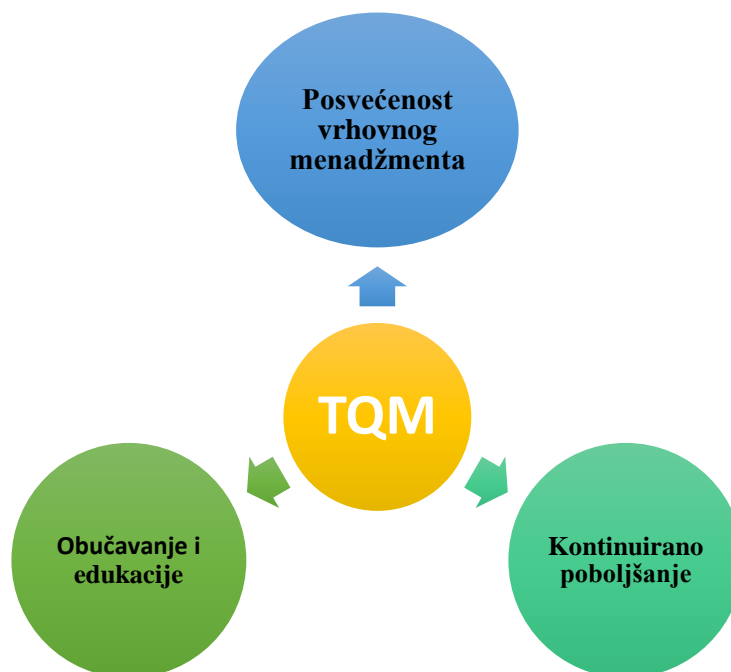 Posvećenost
vrhovnog
menadžmenta
TQM
Obučavanje i
edukacije
Kontinuirano
poboljšanje